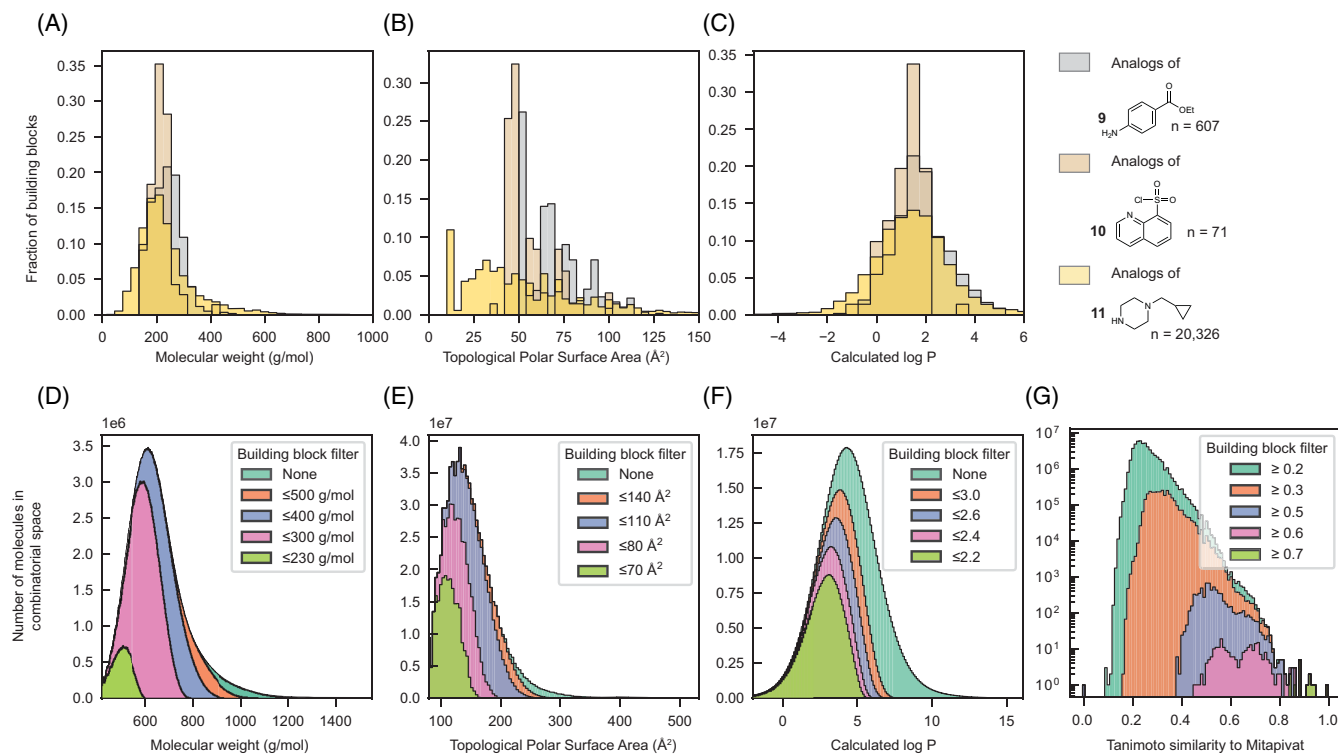 (A)
(B)
(C)
Fraction of building blocks
0.35
0.30
0.25
0.20
0.15
0.10
0.05
0.00
0
200
400
600
800
1000
Molecular weight (g/mol)
0.35
0.30
0.25
0.20
0.15
0.10
0.05
0.00
0
25
50
75
100
125
150
Topological Polar Surface Area (Å²)
0.35
0.30
0.25
0.20
0.15
0.10
0.05
0.00
−4
−2
0
2
4
6
Calculated log P
Analogs of
9
H₂N
O
OEt
n = 607
Analogs of
10
Cl
S
O
O
N
n = 71
Analogs of
11
HN
N
n = 20,326
(D)
(E)
(F)
(G)
Number of molecules in
combinatorial space
1e6
3.5
3.0
2.5
2.0
1.5
1.0
0.5
0.0
600
800
1000
1200
1400
Molecular weight (g/mol)
Building block filter
None
≤500 g/mol
≤400 g/mol
≤300 g/mol
≤230 g/mol
1e7
4.0
3.5
3.0
2.5
2.0
1.5
1.0
0.5
0.0
100
200
300
400
500
Topological Polar Surface Area (Å²)
Building block filter
None
≤140 Å²
≤110 Å²
≤80 Å²
≤70 Å²
1e7
1.75
1.50
1.25
1.00
0.75
0.50
0.25
0.00
0
5
10
15
Calculated log P
Building block filter
None
≤3.0
≤2.6
≤2.4
≤2.2
10⁷
10⁶
10⁵
10⁴
10³
10²
10¹
10⁰
0.0
0.2
0.4
0.6
0.8
1.0
Tanimoto similarity to Mitapivat
Building block filter
≥ 0.2
≥ 0.3
≥ 0.5
≥ 0.6
≥ 0.7